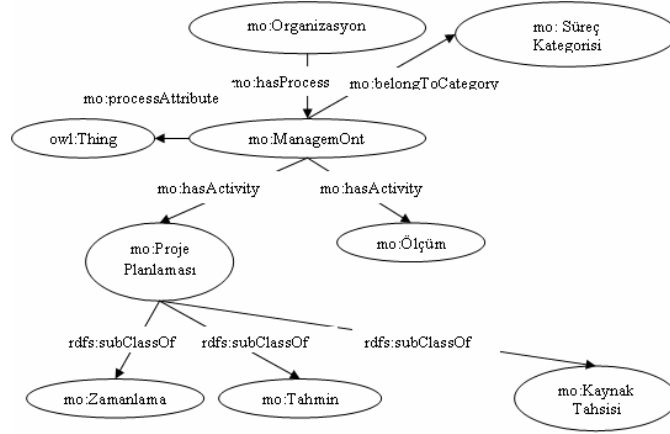 mo:Organizasyon
mo: Süreç
Kategorisi
mo:hasProcess
mo:belongToCategory
mo:processAttribute
owl:Thing
mo:ManagemOnt
mo:hasActivity
mo:hasActivity
mo:Proje
Planlaması
mo:Ölçüm
rdfs:subClassOf
rdfs:subClassOf
rdfs:subClassOf
mo:Zamanlama
mo:Tahmin
mo:Kaynak
Tahsisi